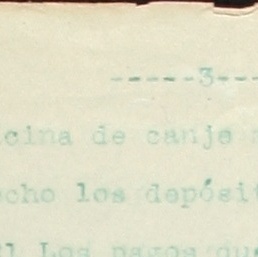 -----3---
cina de canje
cho los depósit
Los pagos que